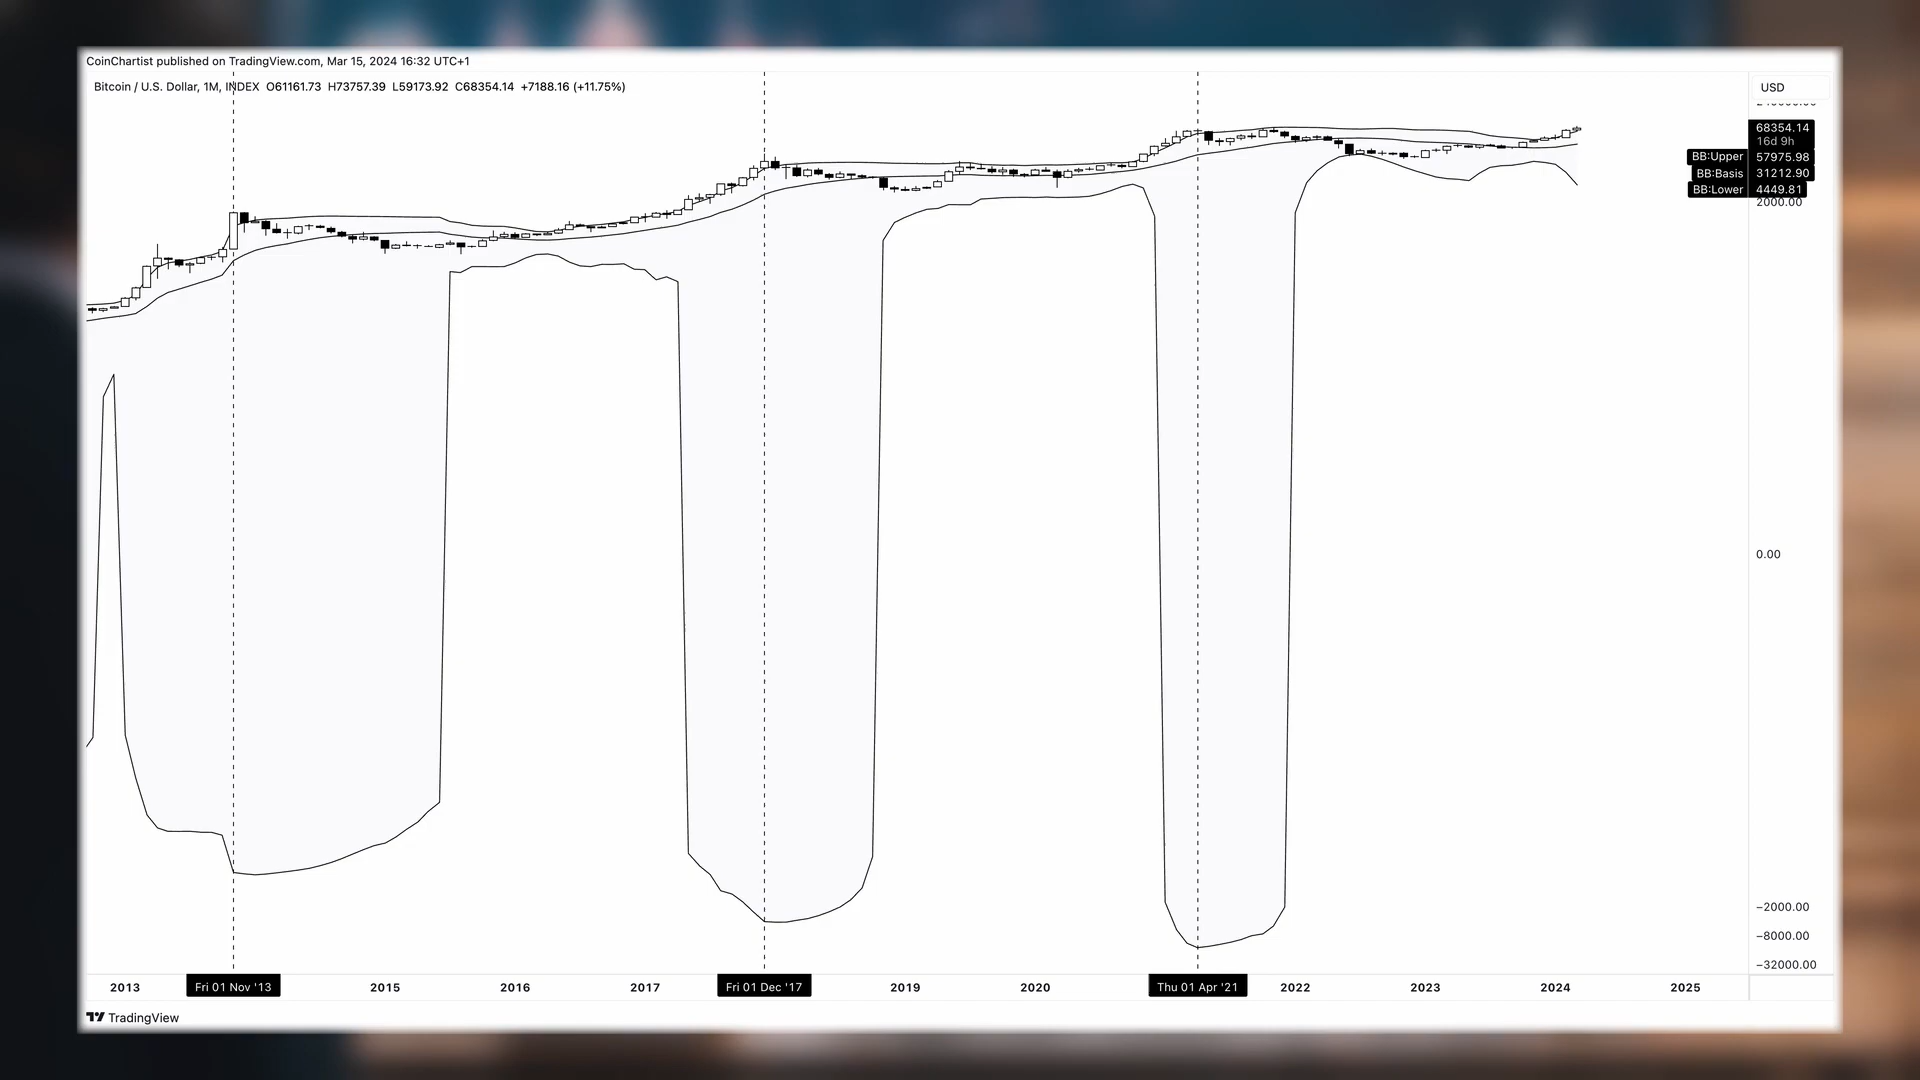 CoinChartist published on TradingView.com, Mar 15, 2024 16:32 UTC+1
Bitcoin / U.S. Dollar, 1M, INDEX O61161.73 H73757.39 L59173.92 C68354.14 +7188.16 (+11.75%)
USD
68354.14
16d 9h
BB:Upper 57975.98
BB:Basis 31212.90
BB:Lower 4449.81
2000.00
0.00
−2000.00
−8000.00
−32000.00
2013 Fri 01 Nov '13 2015 2016 2017 Fri 01 Dec '17 2019 2020 Thu 01 Apr '21 2022 2023 2024 2025
TradingView